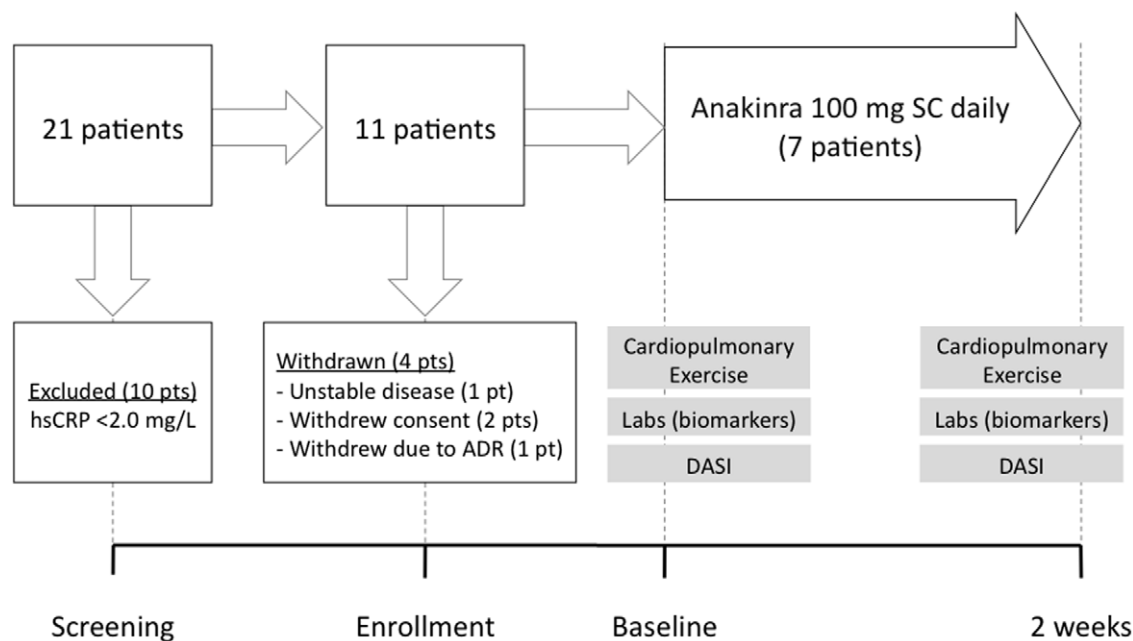 21 patients
11 patients
Anakinra 100 mg SC daily
(7 patients)
Excluded (10 pts)
hsCRP <2.0 mg/L
Withdrawn (4 pts)
- Unstable disease (1 pt)
- Withdrew consent (2 pts)
- Withdrew due to ADR (1 pt)
Cardiopulmonary
Exercise
Labs (biomarkers)
DASI
Cardiopulmonary
Exercise
Labs (biomarkers)
DASI
Screening
Enrollment
Baseline
2 weeks